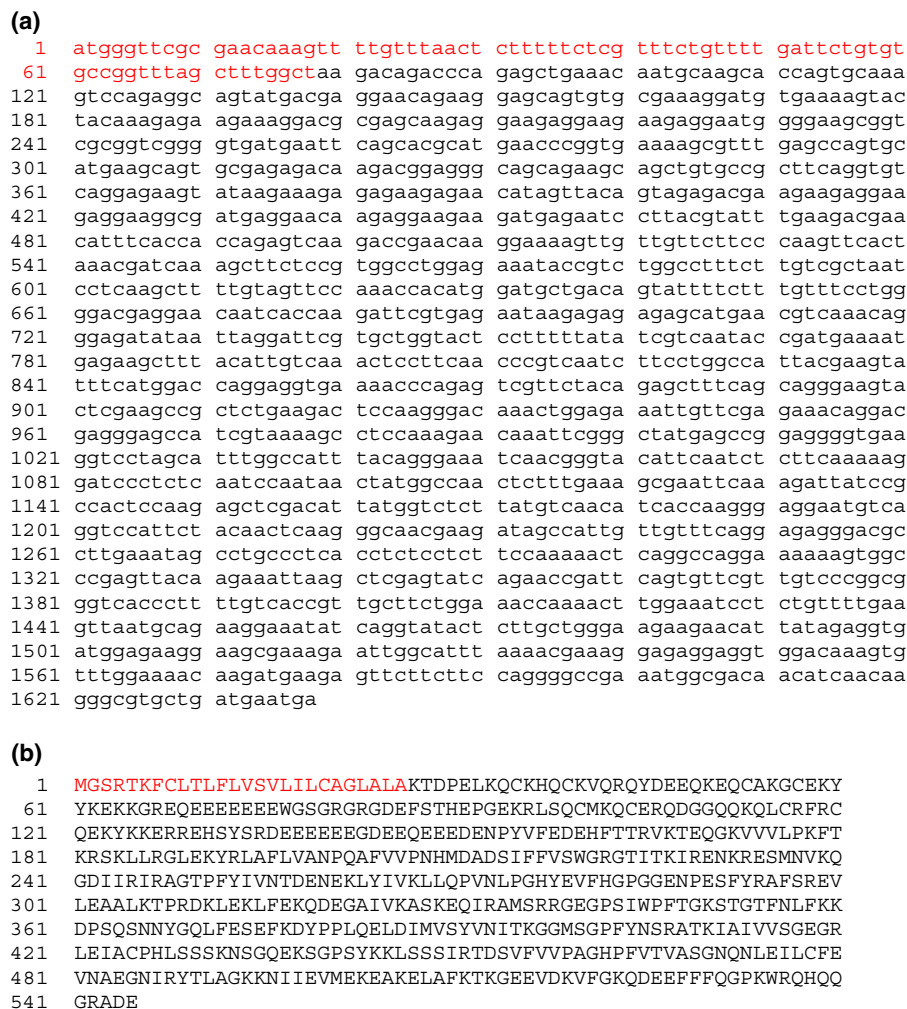 (a)
1 atgggttcgc gaacaaagtt ttgtttaact ctttttctcg tttctgtttt gattctgtgt
61 gccggtttag ctttggctaa gacagaccca gagctgaaac aatgcaagca ccagtgcaaa
121 gtccagaggc agtatgacga ggaacagaag gagcagtgtg cgaaaggatg tgaaaagtac
181 tacaaagaga agaaaggacg cgagcaagag gaagaggaag aagaggaatg gggaagcggt
241 cgcggtcggg gtgatgaatt cagcacgcat gaacccggtg aaaagcgttt gagccagtgc
301 atgaagcagt gcgagagaca agacggaggg cagcagaagc agctgtgccg cttcaggtgt
361 caggagaagt ataagaaaga gagaagagaa catagttaca gtagagacga agaagaggaa
421 gaggaaggcg atgaggaaca agaggaagaa gatgagaatc cttacgtatt tgaagacgaa
481 catttcacca ccagagtcaa gaccgaacaa ggaaaagttg ttgttcttcc caagttcact
541 aaacgatcaa agcttctccg tggcctggag aaataccgtc tggcctttct tgtcgctaat
601 cctcaagctt ttgtagttcc aaaccacatg gatgctgaca gtattttctt tgtttcctgg
661 ggacgaggaa caatcaccaa gattcgtgag aataagagag agagcatgaa cgtcaaacag
721 ggagatataa ttaggattcg tgctggtact cctttttata tcgtcaatac cgatgaaaat
781 gagaagcttt acattgtcaa actccttcaa cccgtcaatc ttcctggcca ttacgaagta
841 tttcatggac caggaggtga aaacccagag tcgttctaca gagctttcag cagggaagta
901 ctcgaagccg ctctgaagac tccaagggac aaactggaga aattgttcga gaaacaggac
961 gagggagcca tcgtaaaagc ctccaaagaa caaattcggg ctatgagccg gaggggtgaa
1021 ggtcctagca tttggccatt tacagggaaa tcaacgggta cattcaatct cttcaaaaag
1081 gatccctctc aatccaataa ctatggccaa ctctttgaaa gcgaattcaa agattatccg
1141 ccactccaag agctcgacat tatggtctct tatgtcaaca tcaccaaggg aggaatgtca
1201 ggtccattct acaactcaag ggcaacgaag atagccattg ttgtttcagg agagggacgc
1261 cttgaaatag cctgccctca cctctcctct tccaaaaact caggccagga aaaaagtggc
1321 ccgagttaca agaaattaag ctcgagtatc agaaccgatt cagtgttcgt tgtcccggcg
1381 ggtcaccctt ttgtcaccgt tgcttctgga aaccaaaact tggaaatcct ctgttttgaa
1441 gttaatgcag aaggaaatat caggtatact cttgctggga agaagaacat tatagaggtg
1501 atggagaagg aagcgaaaga attggcattt aaaacgaaag gagaggaggt ggacaaagtg
1561 tttggaaaac aagatgaaga gttcttcttc caggggccga aatggcgaca acatcaacaa
1621 gggcgtgctg atgaatga
(b)
1 MGSRTKFCLTLFLVSVLILCAGLALAKTDPELKQCKHQCKVQRQYDEEQKEQCAKGCEKY
61 YKEKKGREQEEEEEEEWGSGRGRGDEFSTHEPGEKRLSQCMKQCERQDGGQQKQLCRFRC
121 QEKYKKERREHSYSRDEEEEEEGDEEQEEEDENPYVFEDEHFTTRVKTEQGKVVVLPKFT
181 KRSKLLRGLEKYRLAFLVANPQAFVVPNHMDADSIFFVSWGRGTITKIRENKRESMNVKQ
241 GDIIRIRAGTPFYIVNTDENEKLYIVKLLQPVNLPGHYEVFHGPGGENPESFYRAFSREV
301 LEAALKTPRDKLEKLFEKQDEGAIVKASKEQIRAMSRRGEGPSIWPFTGKSTGTFNLFKK
361 DPSQSNNYGQLFESEFKDYPPLQELDIMVSYVNITKGGMSGPFYNSRATKIAIVVSGEGR
421 LEIACPHLSSSKNSGQEKSGPSYKKLSSSIRTDSVFVVPAGHPFVTVASGNQNLEILCFE
481 VNAEGNIRYTLAGKKNIIEVMEKEAKELAFKTKGEEVDKVFGKQDEEFFFQGPKWRQHQQ
541 GRADE